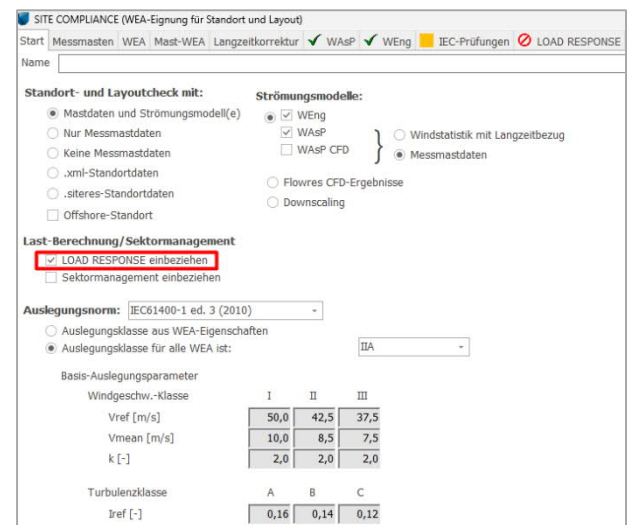 SITE COMPLIANCE (WEA-Eignung für Standort und Layout)
Start Messmasten WEA Mast-WEA Langzeitkorrektur WAsP WEng IEC-Prüfungen LOAD RESPONSE
Name
Standort- und Layoutcheck mit:
Mastdaten und Strömungsmodell(e)
Nur Messmastdaten
Keine Messmastdaten
.xml-Standortdaten
.siteres-Standortdaten
Offshore-Standort
Strömungsmodelle:
WEng
WAsP
WAsP CFD
Windstatistik mit Langzeitbezug
Messmastdaten
Flowres CFD-Ergebnisse
Downscaling
Last-Berechnung/Sektormanagement
LOAD RESPONSE einbeziehen
Sektormanagement einbeziehen
Auslegungsnorm: IEC61400-1 ed. 3 (2010)
Auslegungsklasse aus WEA-Eigenschaften
Auslegungsklasse für alle WEA ist: IIA
Basis-Auslegungsparameter
Windgeschw.-Klasse I II III
Vref [m/s] 50,0 42,5 37,5
Vmean [m/s] 10,0 8,5 7,5
k [-] 2,0 2,0 2,0
Turbulenzklasse A B C
Iref [-] 0,16 0,14 0,12